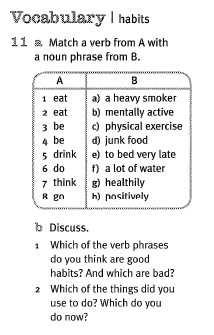 Vocabulary | habits
11 a Match a verb from A with
a noun phrase from B.
A B
1 eat a) a heavy smoker
2 eat b) mentally active
3 be c) physical exercise
4 be d) junk food
5 drink e) to bed very late
6 do f) a lot of water
7 think g) healthily
8 go h) positively
b Discuss.
1 Which of the verb phrases
do you think are good
habits? And which are bad?
2 Which of the things did you
use to do? Which do you
do now?